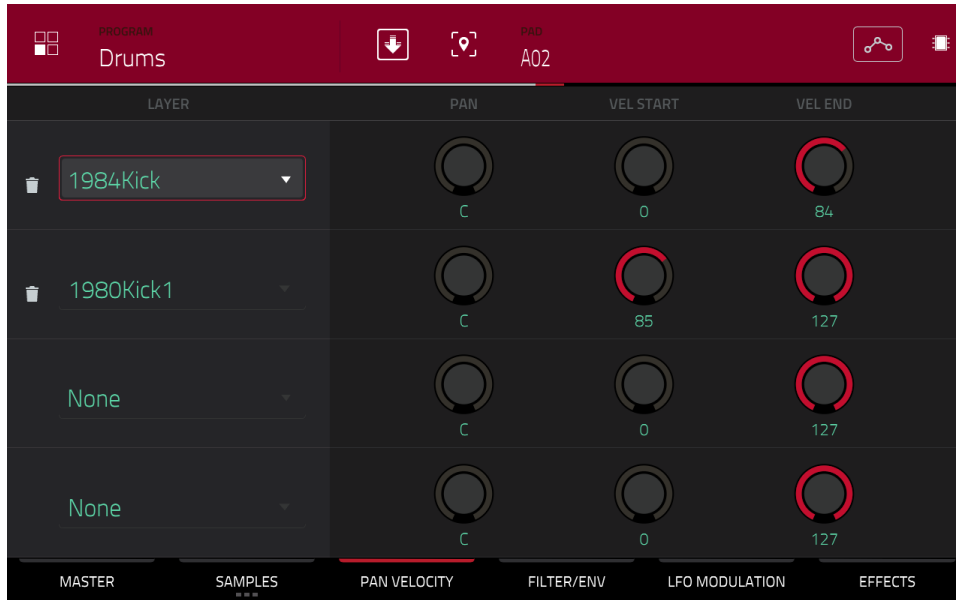 PROGRAM PAD
Drums A02
LAYER PAN VEL START VEL END
1984Kick
C 0 84
1980Kick1
C 85 127
None
C 0 127
None
C 0 127
MASTER SAMPLES PAN VELOCITY FILTER/ENV LFO MODULATION EFFECTS